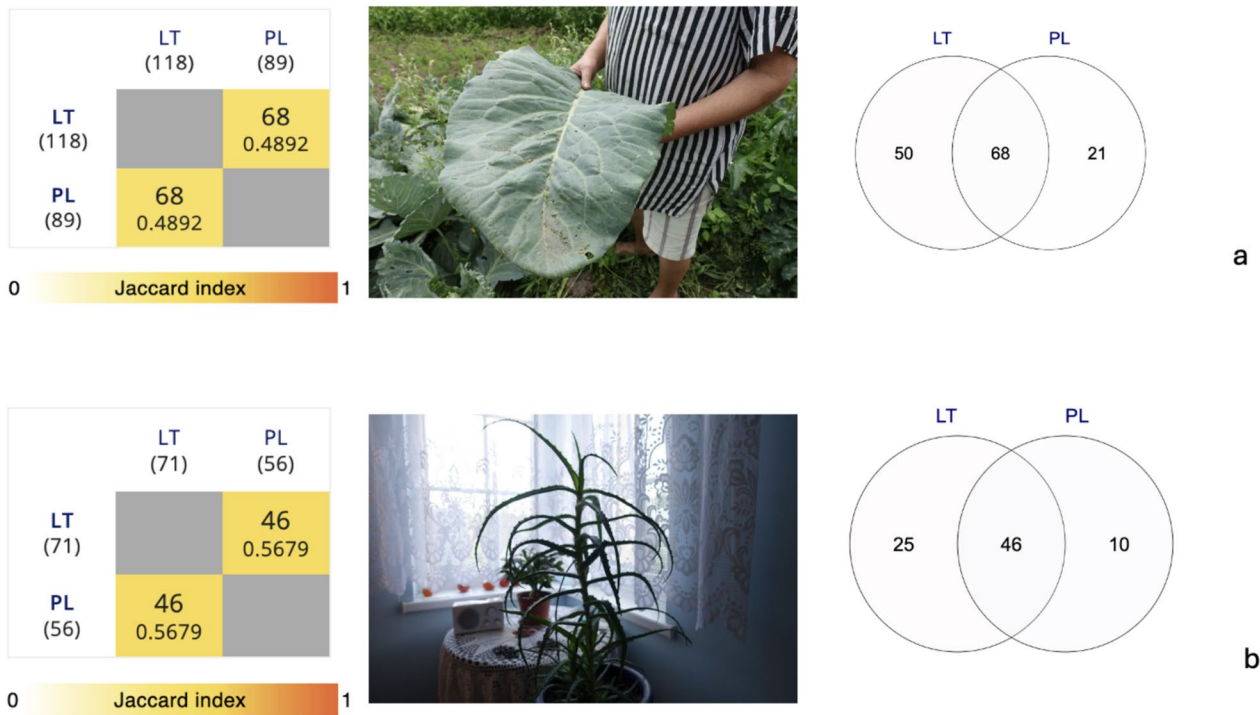 LT PL
(118) (89)
LT
(118)
68
0.4892
PL
(89)
68
0.4892
0 Jaccard index 1
LT PL
50 68 21
a
LT PL
(71) (56)
LT
(71)
46
0.5679
PL
(56)
46
0.5679
0 Jaccard index 1
LT PL
25 46 10
b